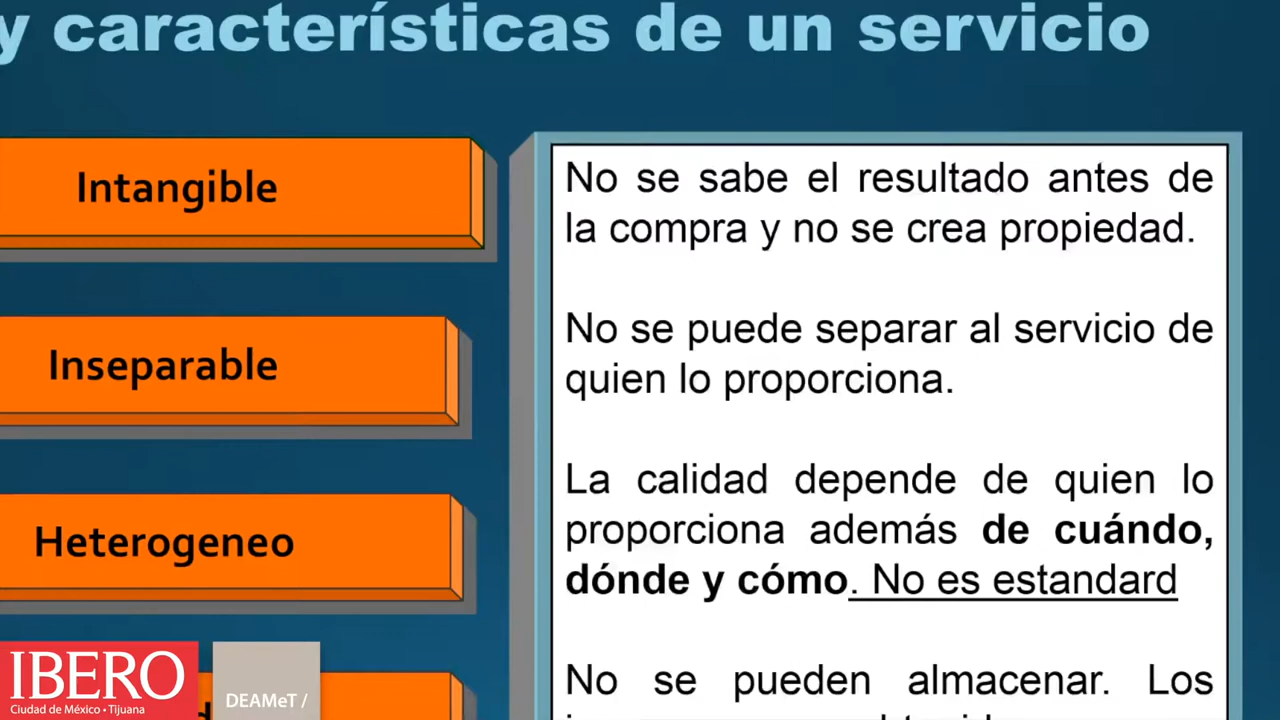 y características de un servicio
Intangible
No se sabe el resultado antes de
la compra y no se crea propiedad.
Inseparable
No se puede separar al servicio de
quien lo proporciona.
Heterogeneo
La calidad depende de quien lo
proporciona además de cuándo,
dónde y cómo. No es estandard
No se pueden almacenar. Los
IBERO
Ciudad de México • Tijuana
DEAMeT /